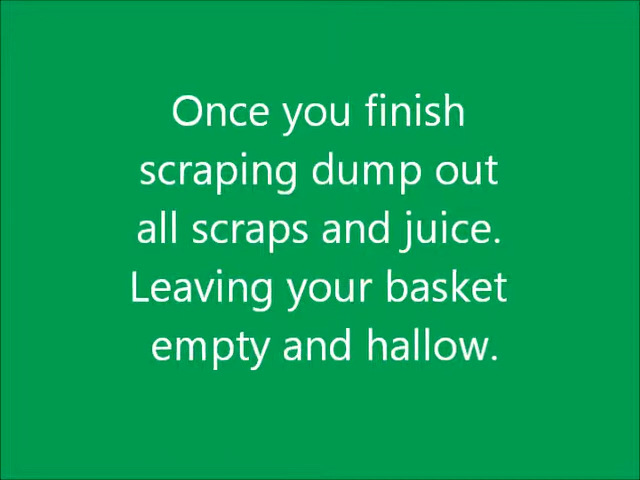 Once you finish
scraping dump out
all scraps and juice.
Leaving your basket
empty and hallow.